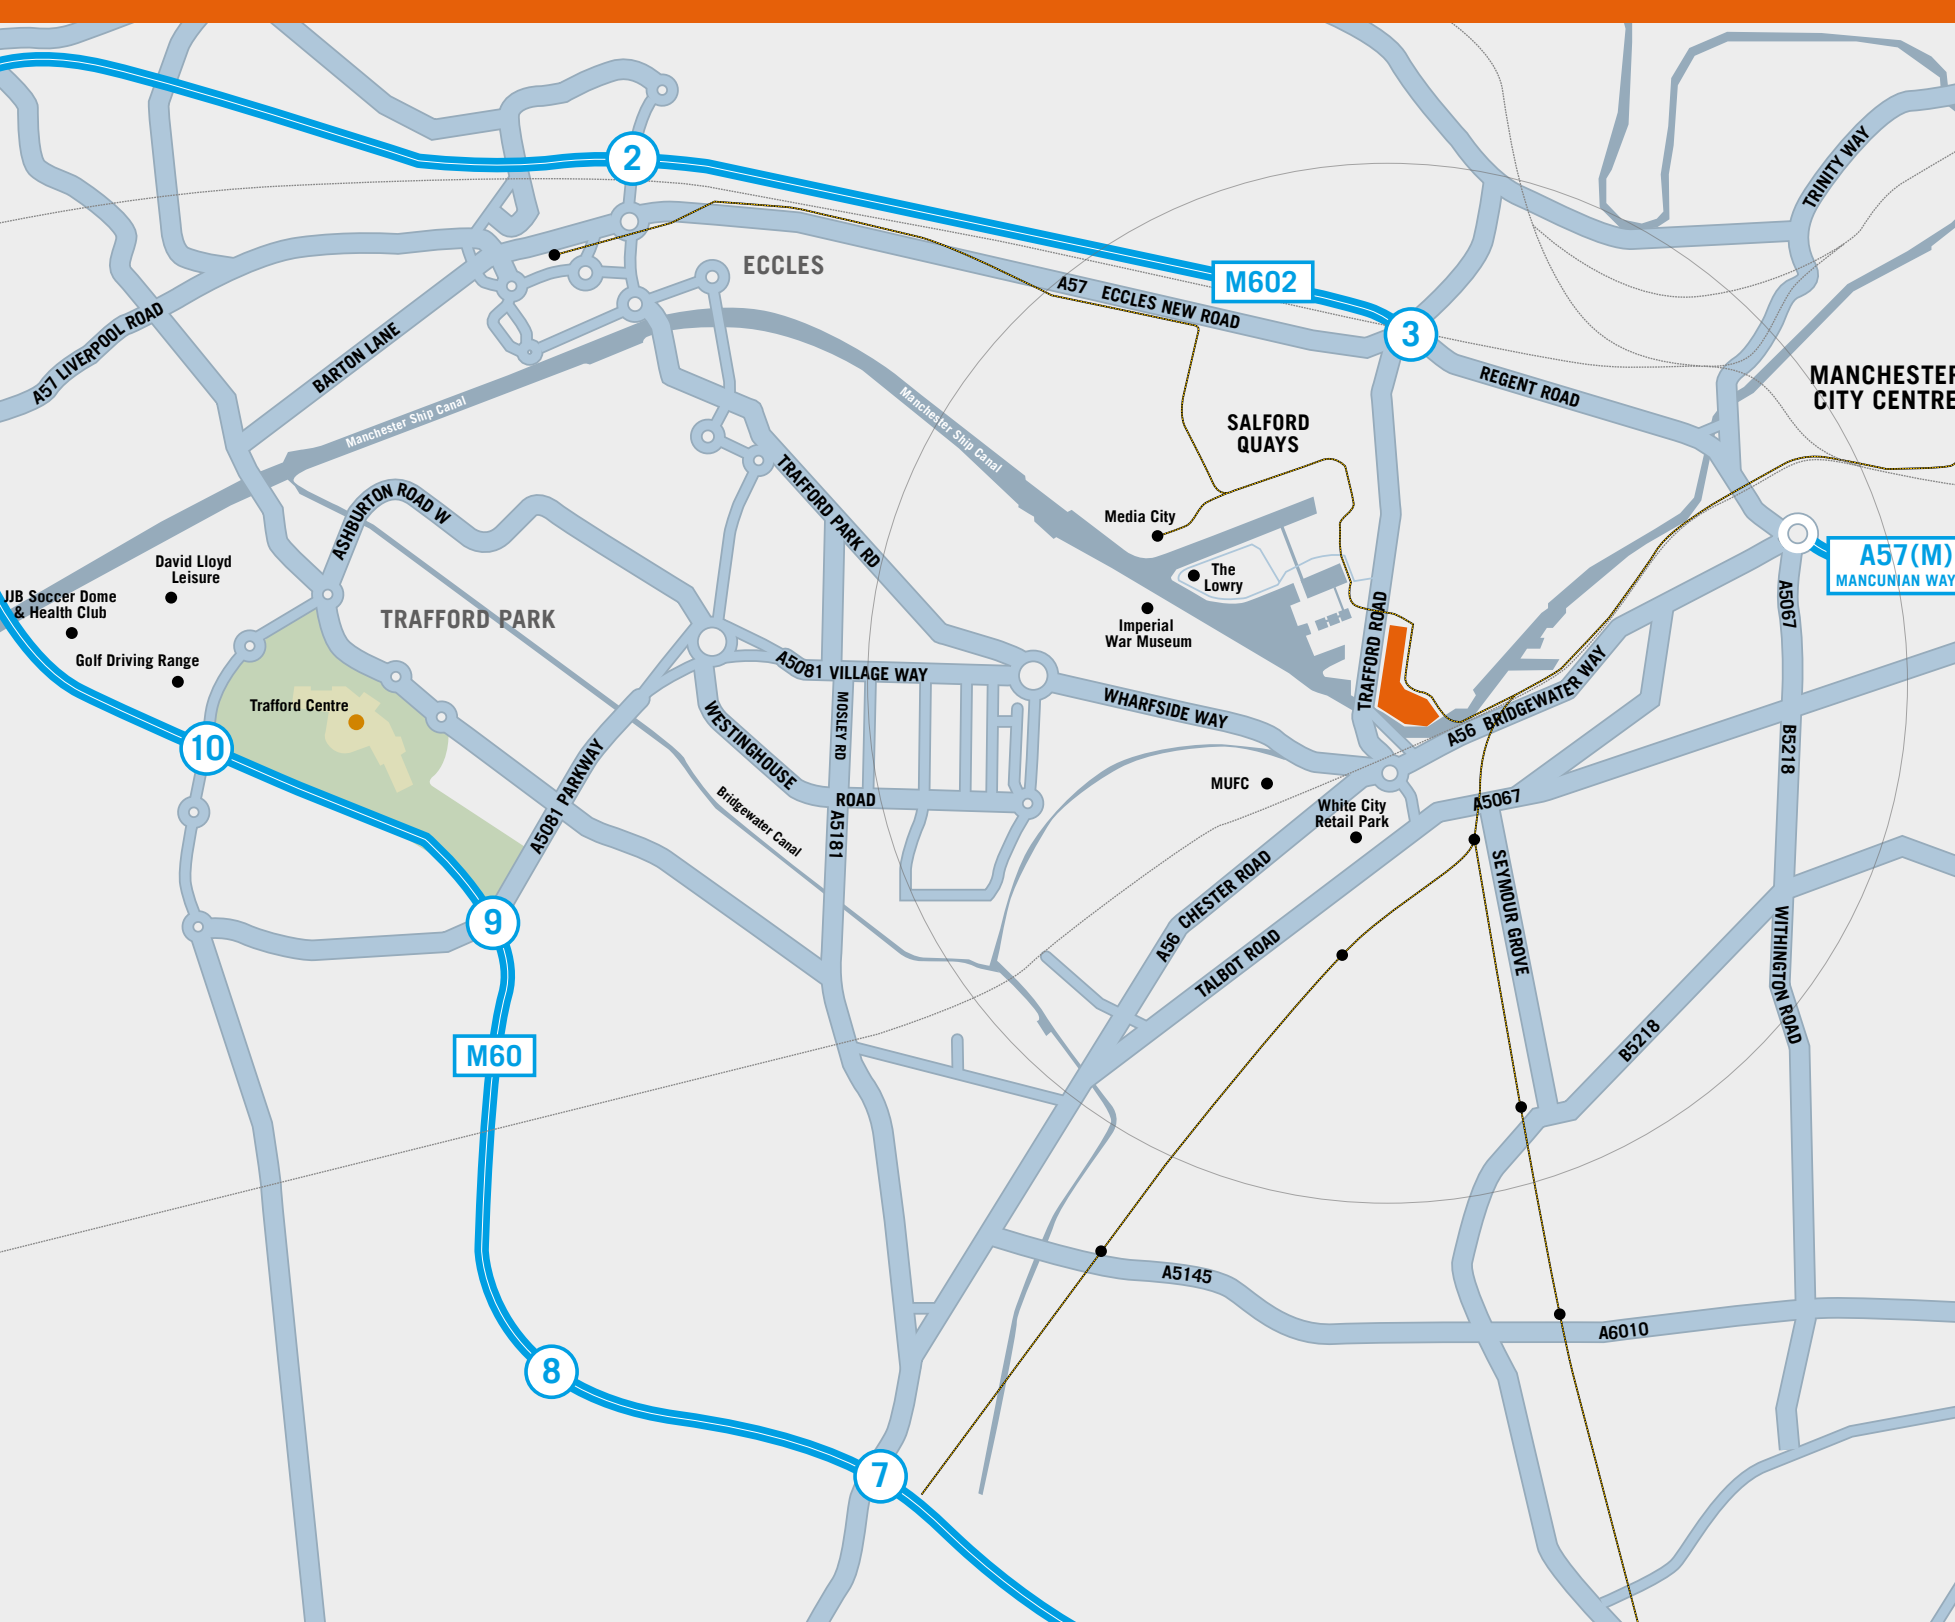 2
TRINITY WAY
ECCLES
M602
A57 ECCLES NEW ROAD
3
A57 LIVERPOOL ROAD
BARTON LANE
REGENT ROAD
MANCHESTER
CITY CENTRE
Manchester Ship Canal
Manchester Ship Canal
SALFORD
QUAYS
ASHBURTON ROAD W
TRAFFORD PARK RD
Media City
A57(M)
MANCUNIAN WAY
David Lloyd
Leisure
The
Lowry
JJB Soccer Dome
& Health Club
TRAFFORD PARK
Imperial
War Museum
TRAFFORD ROAD
A5067
Golf Driving Range
A5081 VILLAGE WAY
WHARFSIDE WAY
A56 BRIDGEWATER WAY
Trafford Centre
MOSLEY RD
WESTINGHOUSE
ROAD
10
B5218
MUFC
A5081 PARKWAY
Bridgewater Canal
A5181
White City
Retail Park
A5067
9
A56 CHESTER ROAD
TALBOT ROAD
SEYMOUR GROVE
WITHINGTON ROAD
M60
B5218
A5145
A6010
8
7